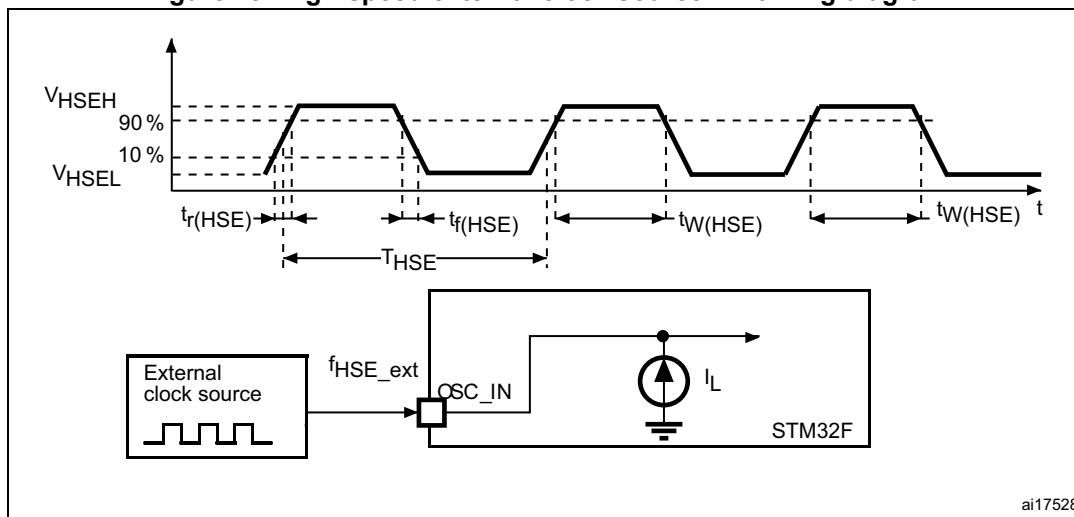 VHSEH
90 %
10 %
VHSEL
tr(HSE)
tf(HSE)
tW(HSE)
tW(HSE)
t
THSE
External
clock source
fHSE_ext
OSC_IN
IL
STM32F
ai17528